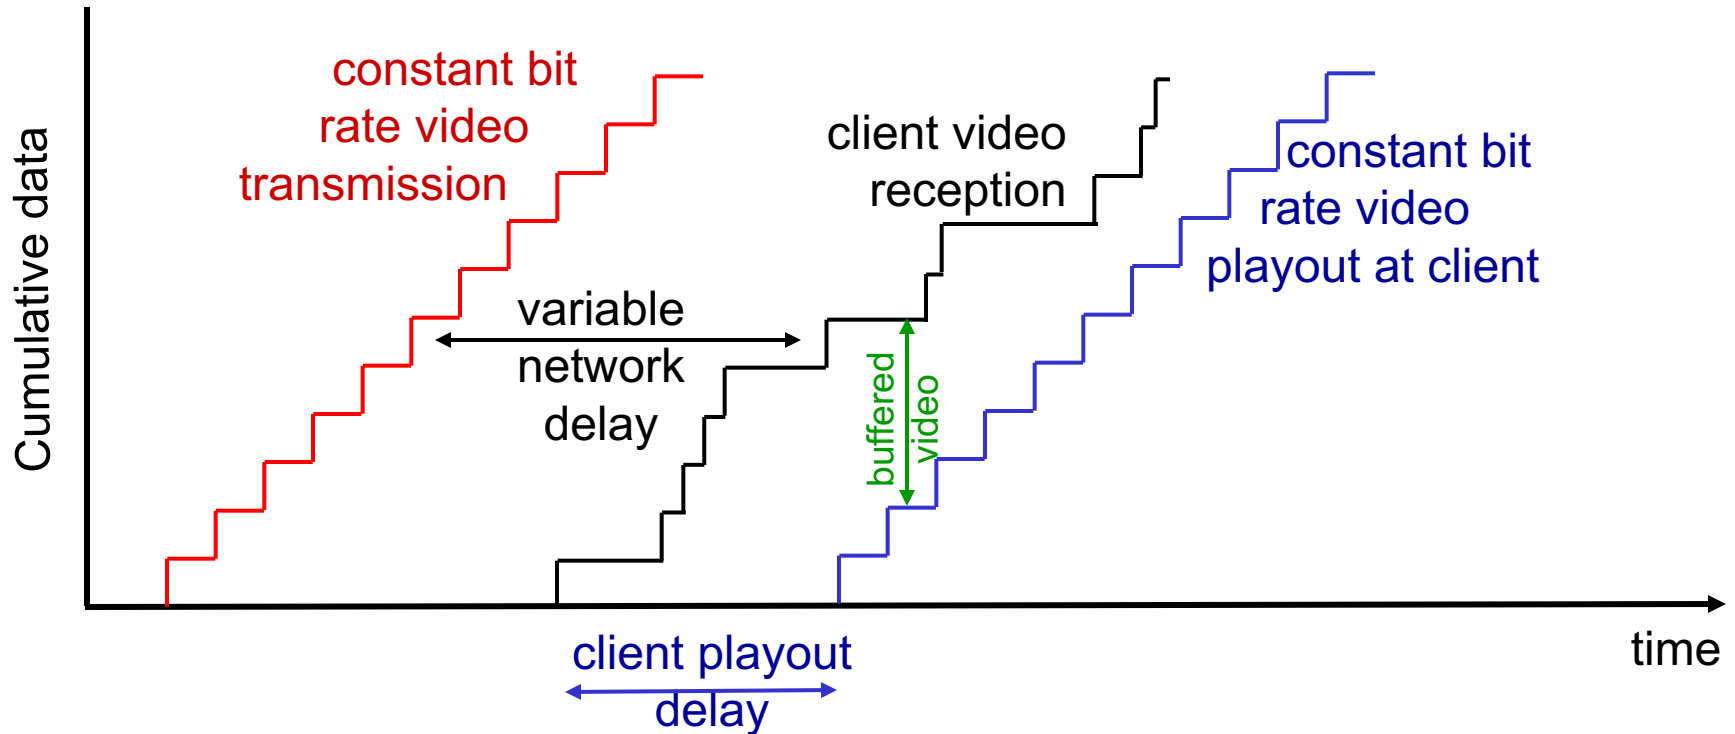 constant bit
rate video
transmission
client video
reception
constant bit
rate video
playout at client
Cumulative data
variable
network
delay
buffered
video
time
client playout
delay